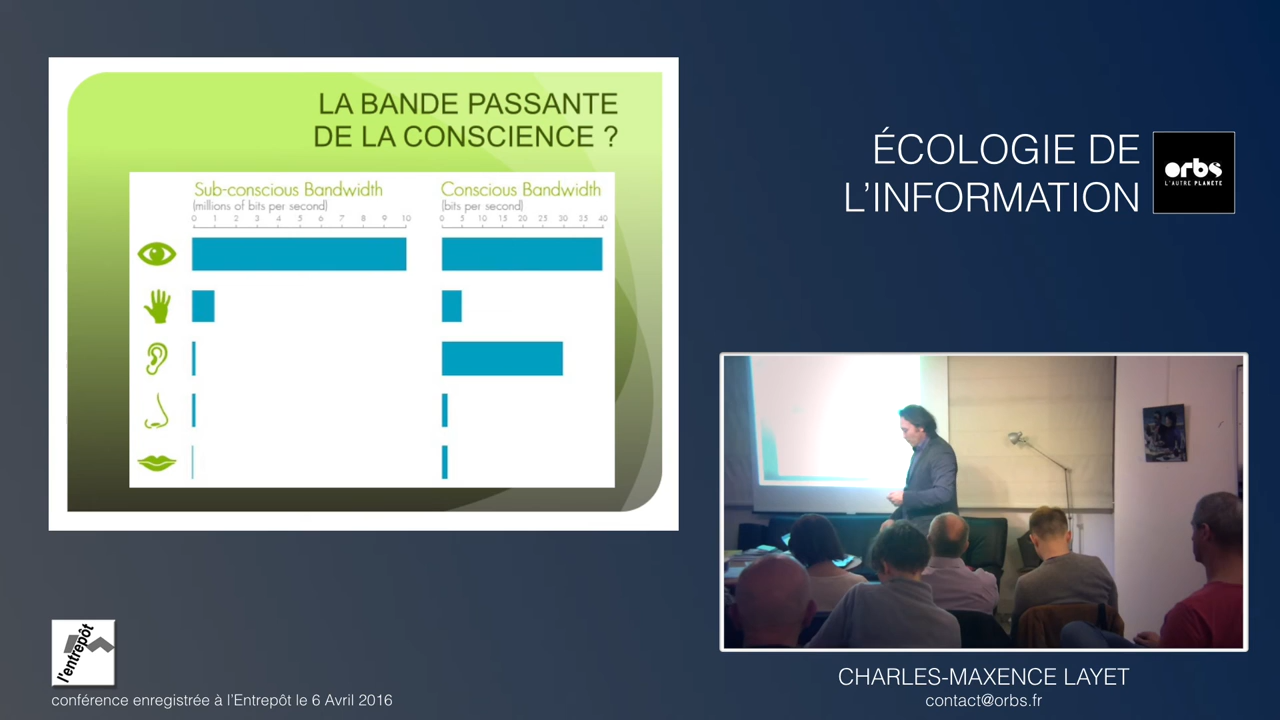 LA BANDE PASSANTE
DE LA CONSCIENCE ?
Sub-conscious Bandwidth
(millions of bits per second)
0 1 2 3 4 5 6 7 8 9 10
Conscious Bandwidth
(bits per second)
0 5 10 15 20 25 30 35 40
ÉCOLOGIE DE
L'INFORMATION
orbs
L'AUTRE PLANÈTE
l'entrepôt
conférence enregistrée à l'Entrepôt le 6 Avril 2016
CHARLES-MAXENCE LAYET
contact@orbs.fr